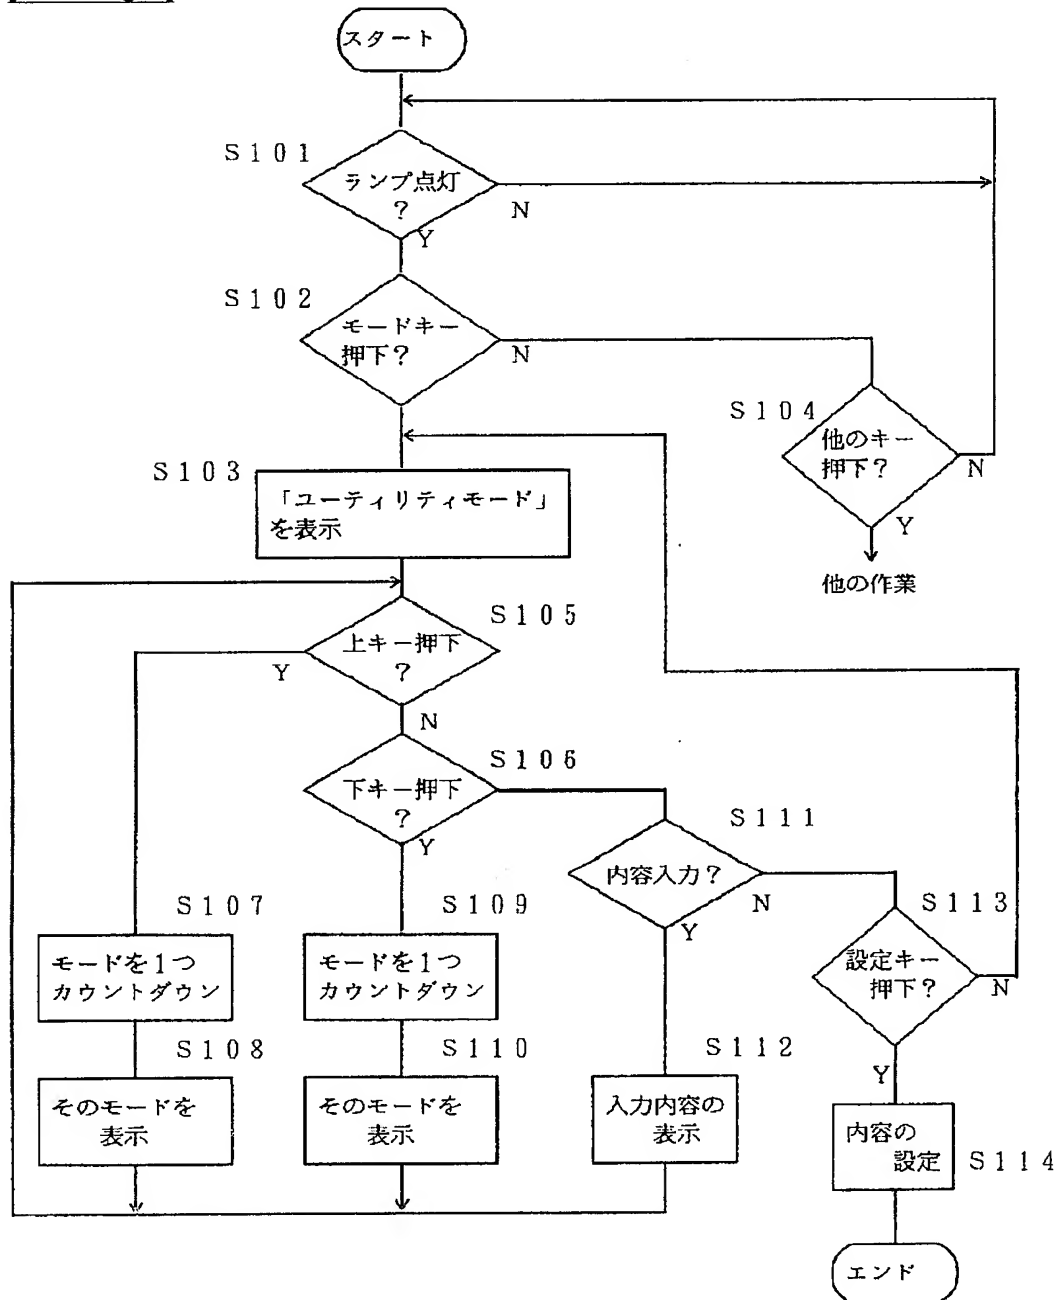 スタート
S101
ランプ点灯
?
N
Y
S102
モードキー
押下?
N
S104
他のキー
押下?
N
Y
他の作業
S103
「ユーティリティモード」
を表示
S105
上キー押下
?
Y
N
S106
下キー押下
?
Y
S111
内容入力?
N
Y
S113
設定キー
押下?
N
Y
S107
モードを1つ
カウントダウン
S109
モードを1つ
カウントダウン
S108
そのモードを
表示
S110
そのモードを
表示
S112
入力内容の
表示
内容の
設定
S114
エンド